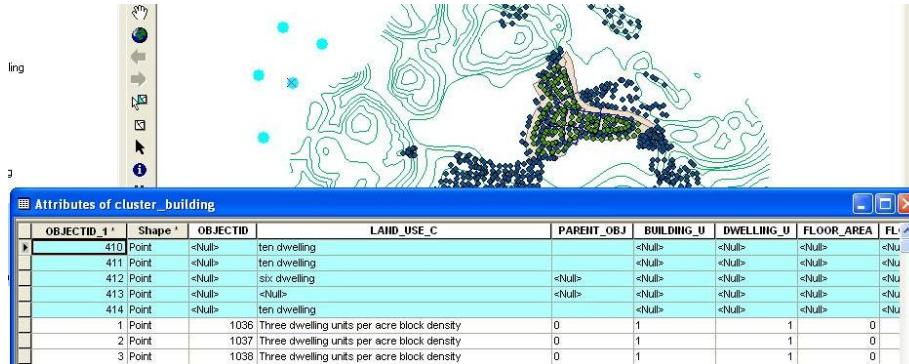 ling
Attributes of cluster_building
OBJECTID_1 * Shape * OBJECTID LAND_USE_C PARENT_OBJ BUILDING_U DWELLING_U FLOOR_AREA
410 Point <Null> ten dwelling <Null> <Null> <Null>
411 Point <Null> ten dwelling <Null> <Null> <Null>
412 Point <Null> six dwelling <Null> <Null> <Null> <Null>
413 Point <Null> <Null> <Null> <Null> <Null> <Null>
414 Point <Null> ten dwelling <Null> <Null> <Null>
1 Point 1036 Three dwelling units per acre block density 0 1 1 0
2 Point 1037 Three dwelling units per acre block density 0 1 1 0
3 Point 1038 Three dwelling units per acre block density 0 1 1 0